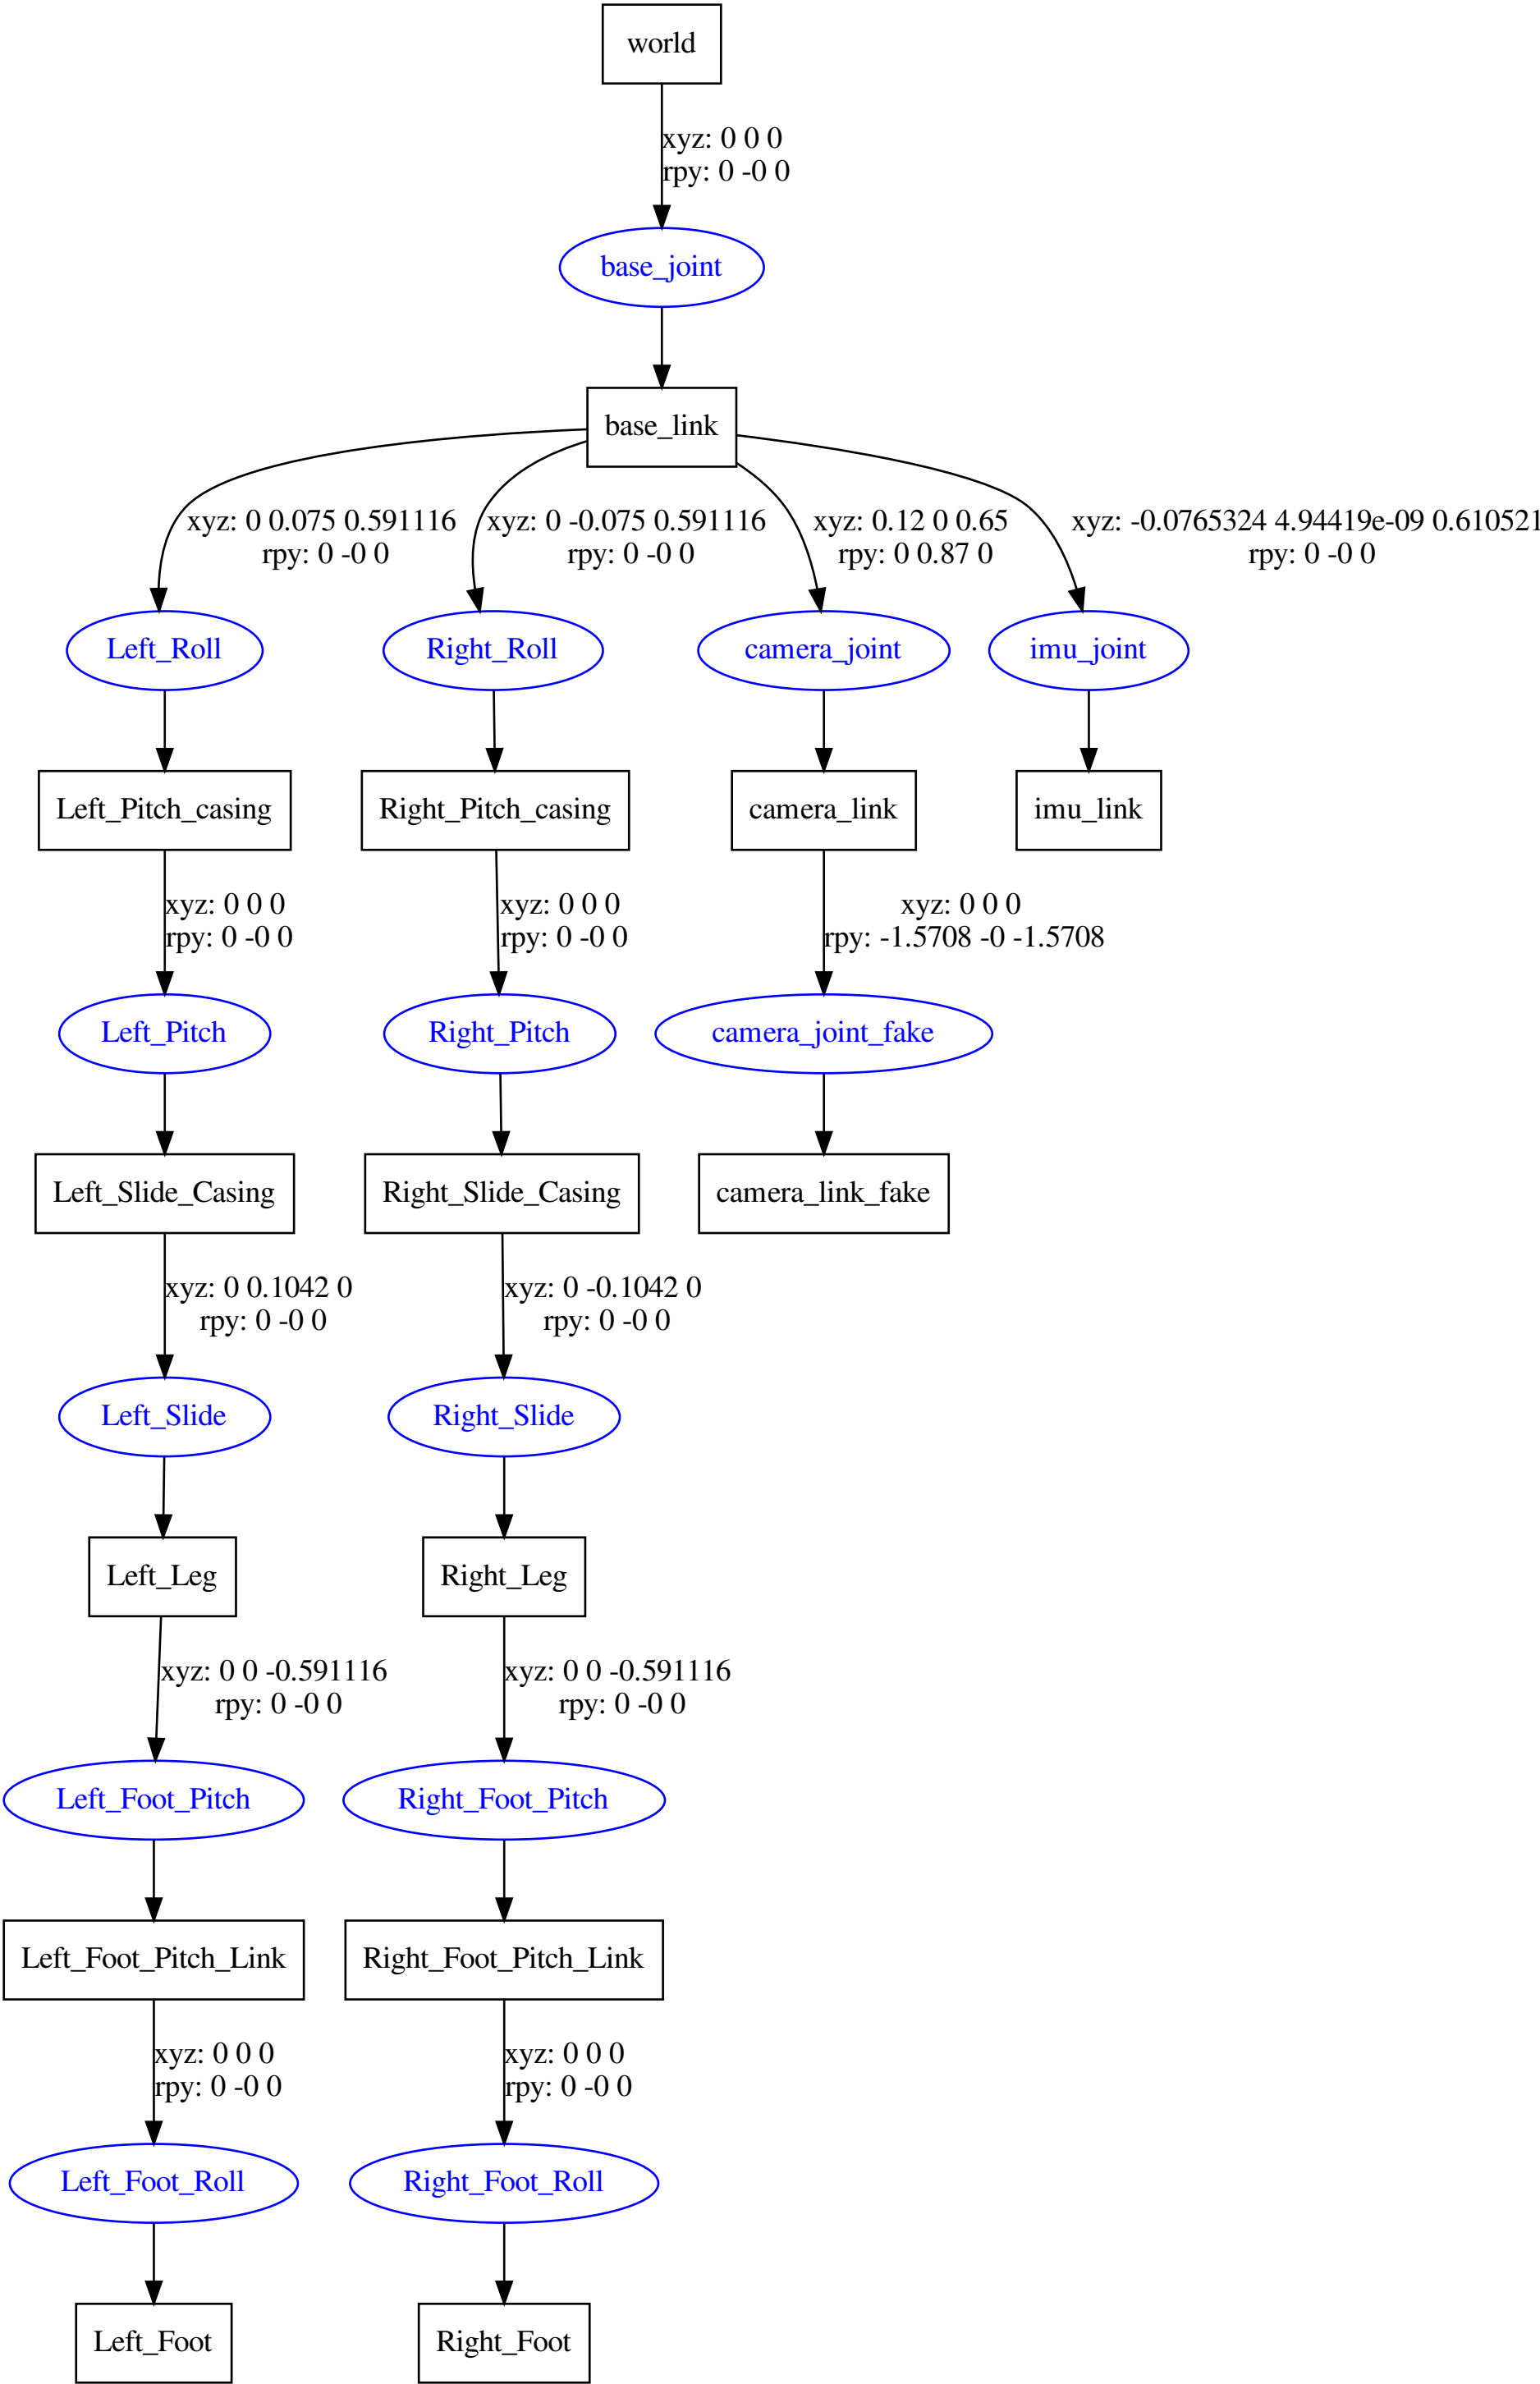 world
xyz: 0 0 0
rpy: 0 -0 0
base_joint
base_link
xyz: 0 0.075 0.591116
rpy: 0 -0 0
xyz: 0 -0.075 0.591116
rpy: 0 -0 0
xyz: 0.12 0 0.65
rpy: 0 0.87 0
xyz: -0.0765324 4.94419e-09 0.610521
rpy: 0 -0 0
Left_Roll
Right_Roll
camera_joint
imu_joint
Left_Pitch_casing
Right_Pitch_casing
camera_link
imu_link
xyz: 0 0 0
rpy: 0 -0 0
xyz: 0 0 0
rpy: 0 -0 0
xyz: 0 0 0
rpy: -1.5708 -0 -1.5708
Left_Pitch
Right_Pitch
camera_joint_fake
Left_Slide_Casing
Right_Slide_Casing
camera_link_fake
xyz: 0 0.1042 0
rpy: 0 -0 0
xyz: 0 -0.1042 0
rpy: 0 -0 0
Left_Slide
Right_Slide
Left_Leg
Right_Leg
xyz: 0 0 -0.591116
rpy: 0 -0 0
xyz: 0 0 -0.591116
rpy: 0 -0 0
Left_Foot_Pitch
Right_Foot_Pitch
Left_Foot_Pitch_Link
Right_Foot_Pitch_Link
xyz: 0 0 0
rpy: 0 -0 0
xyz: 0 0 0
rpy: 0 -0 0
Left_Foot_Roll
Right_Foot_Roll
Left_Foot
Right_Foot